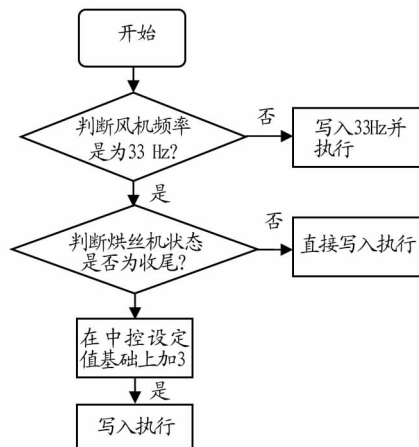 开始
判断风机频率
是为33 Hz?
否
写入33Hz并
执行
是
判断烘丝机状态
是否为收尾?
否
直接写入执行
是
在中控设定
值基础上加3
是
写入执行